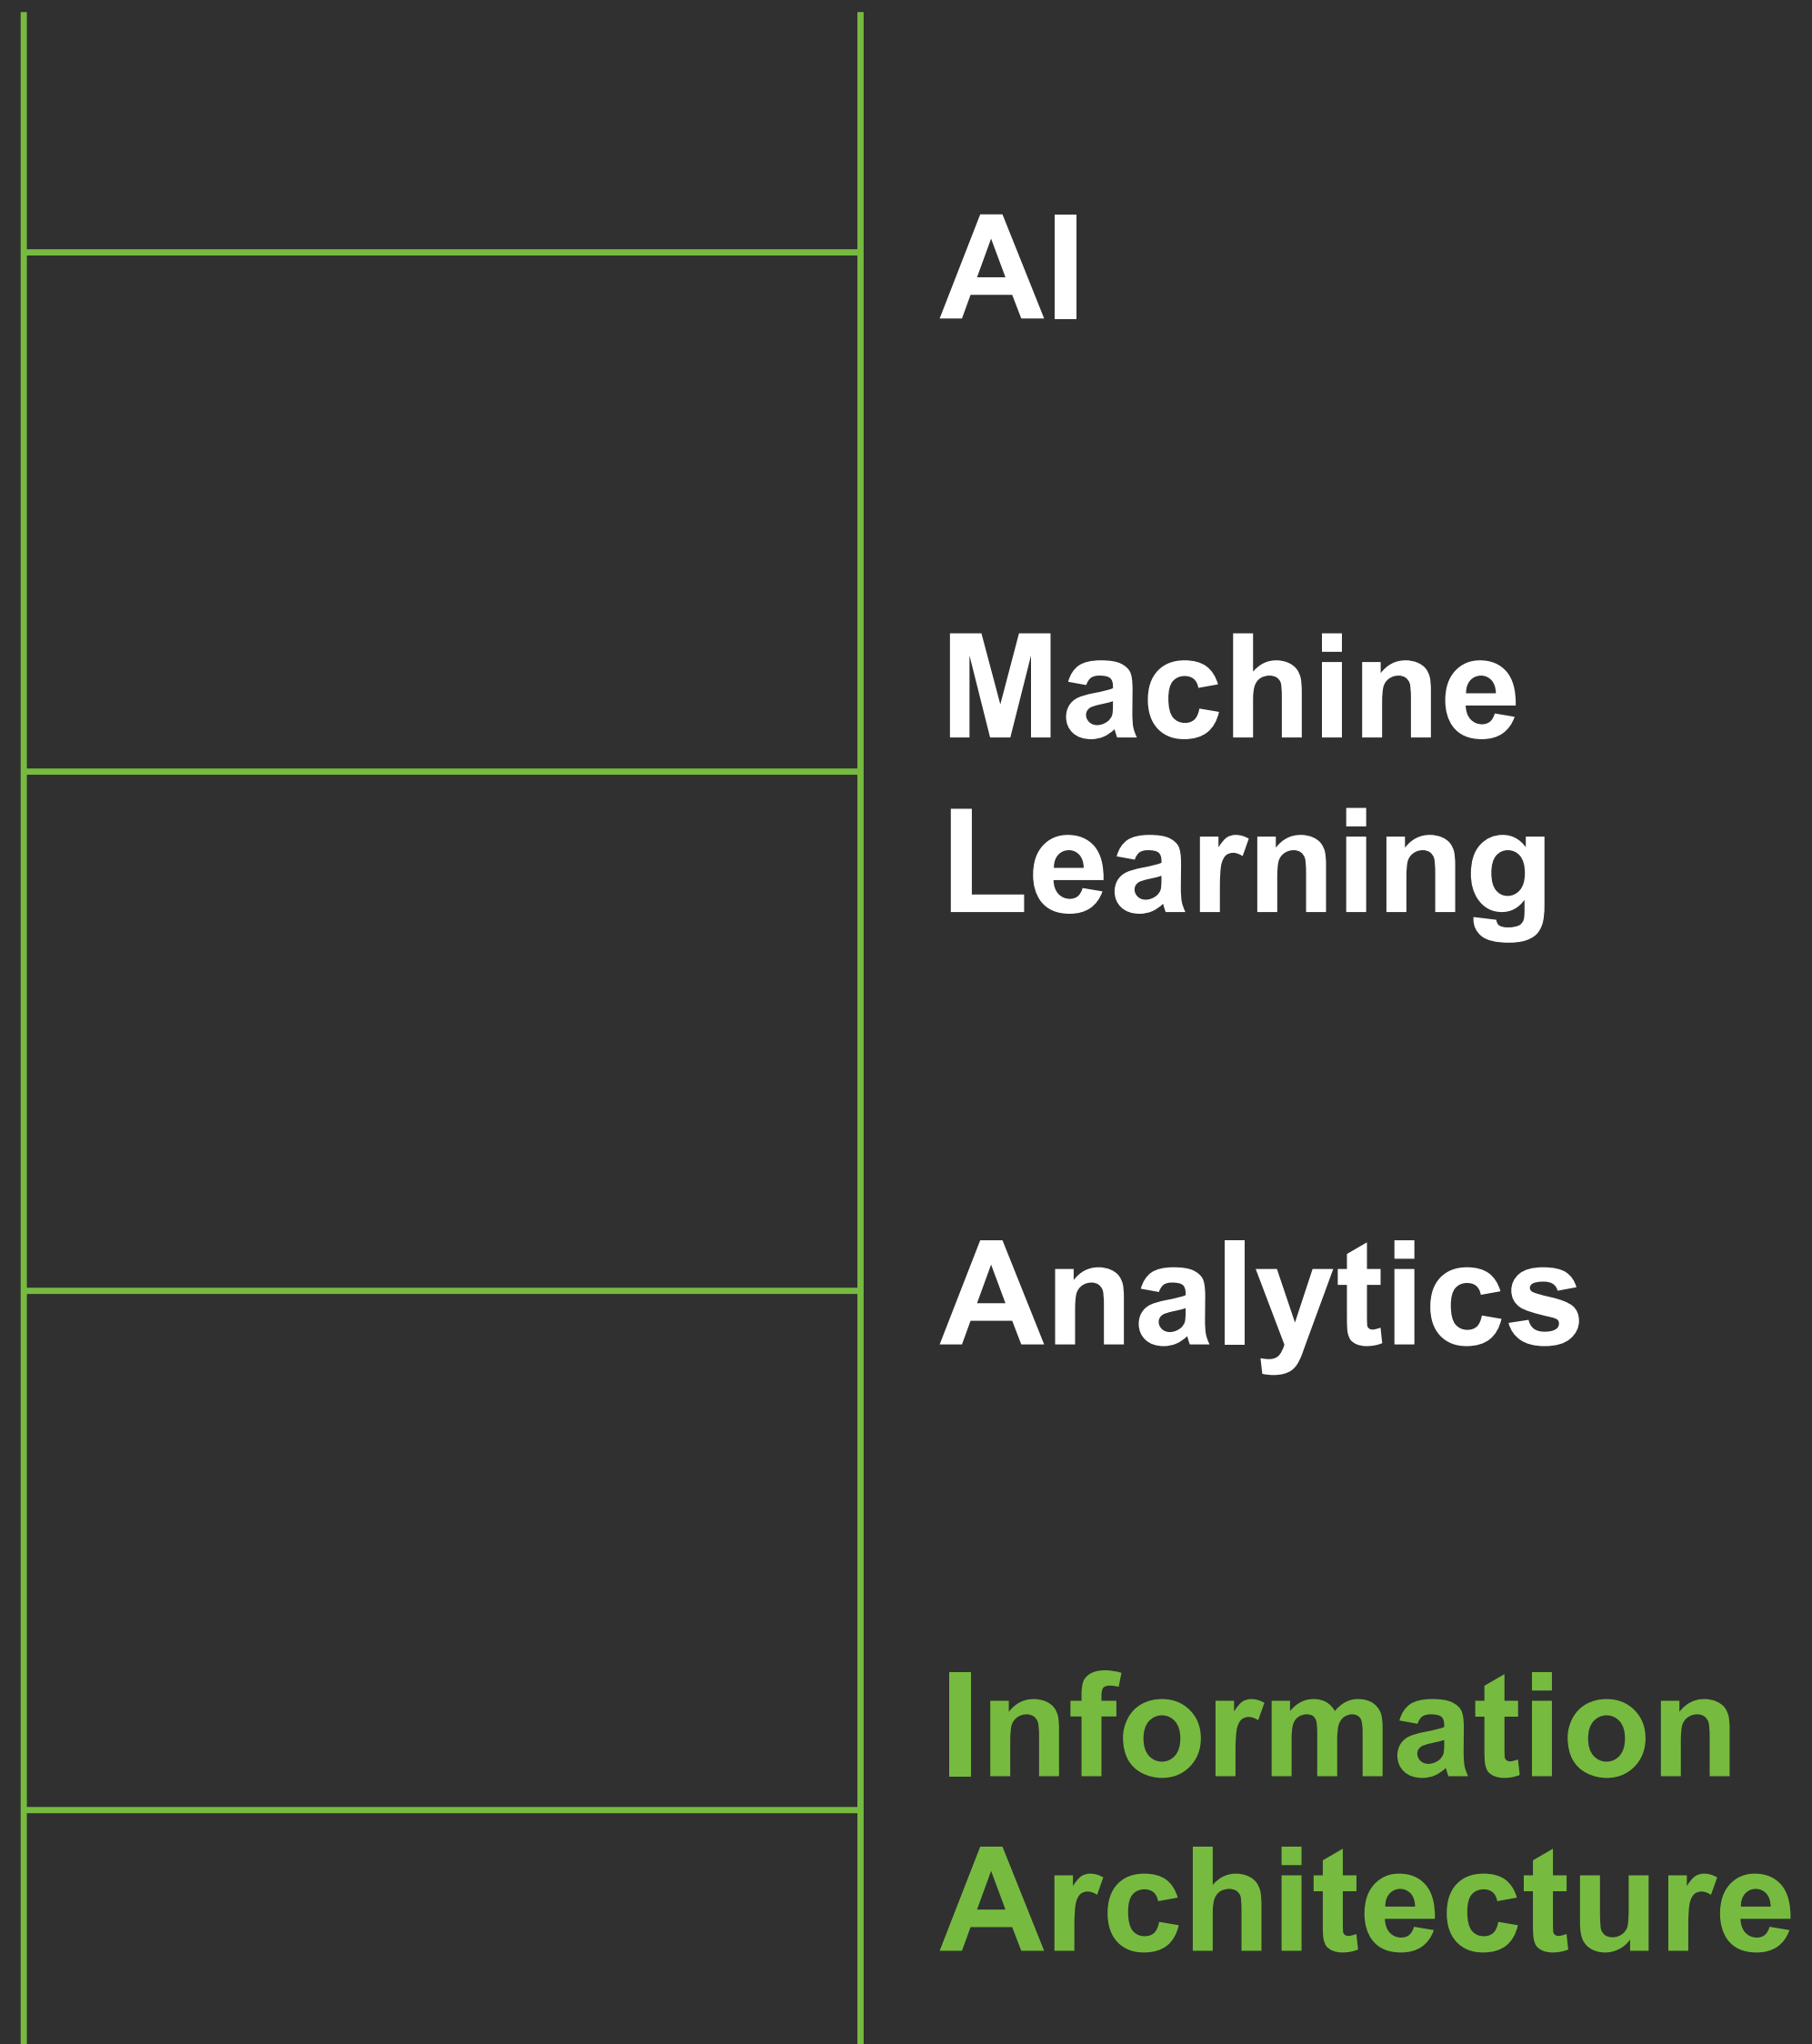 AI
Machine
Learning
Analytics
Information
Architecture